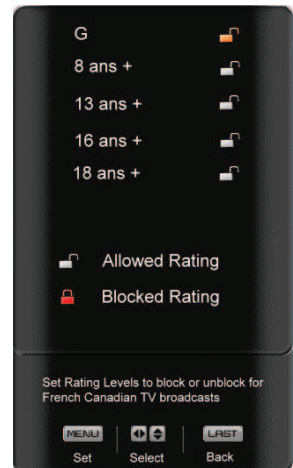 G
8 ans +
13 ans +
16 ans +
18 ans +
Allowed Rating
Blocked Rating
Set Rating Levels to block or unblock for
French Canadian TV broadcasts
MENU LAST
Set Select Back